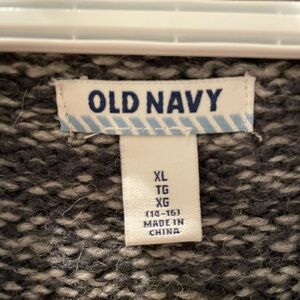 OLD NAVY
XL
TG
XG
(14-16)
MADE IN
CHINA